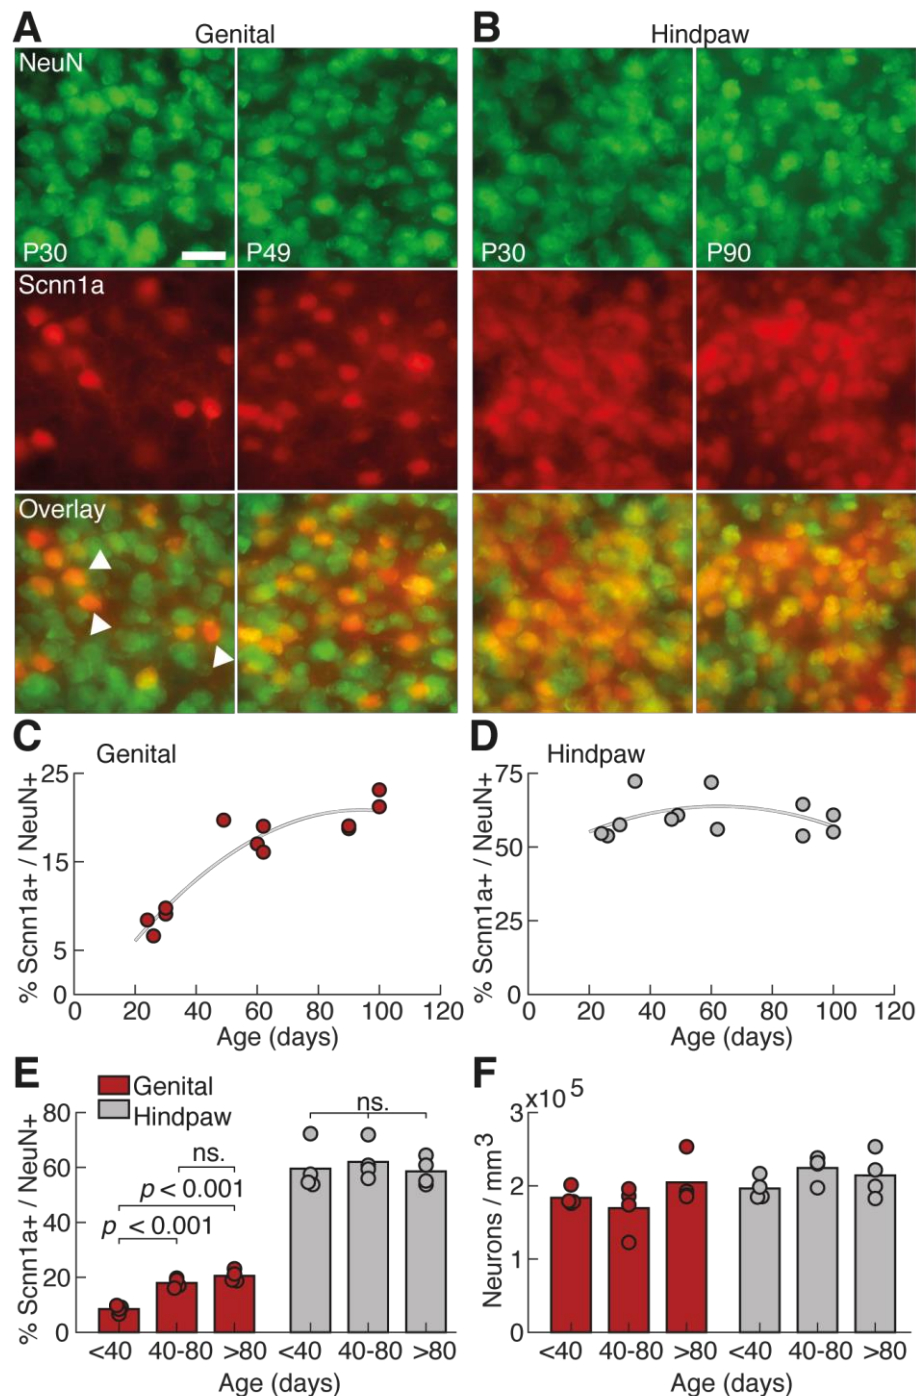 A
Genital
B
Hindpaw
NeuN
P30
P49
P30
P90
Scnn1a
Overlay
C
Genital
% Scnn1a+ / NeuN+
25
15
5
0
0 20 40 60 80 100 120
Age (days)
D
Hindpaw
% Scnn1a+ / NeuN+
75
50
25
0
0 20 40 60 80 100 120
Age (days)
E
Genital
Hindpaw
% Scnn1a+ / NeuN+
80
60
40
20
0
ns.
ns.
p < 0.001
p < 0.001
<40 40-80 >80 <40 40-80 >80
Age (days)
F
x10⁵
Neurons / mm³
3
2
1
0
<40 40-80 >80 <40 40-80 >80
Age (days)